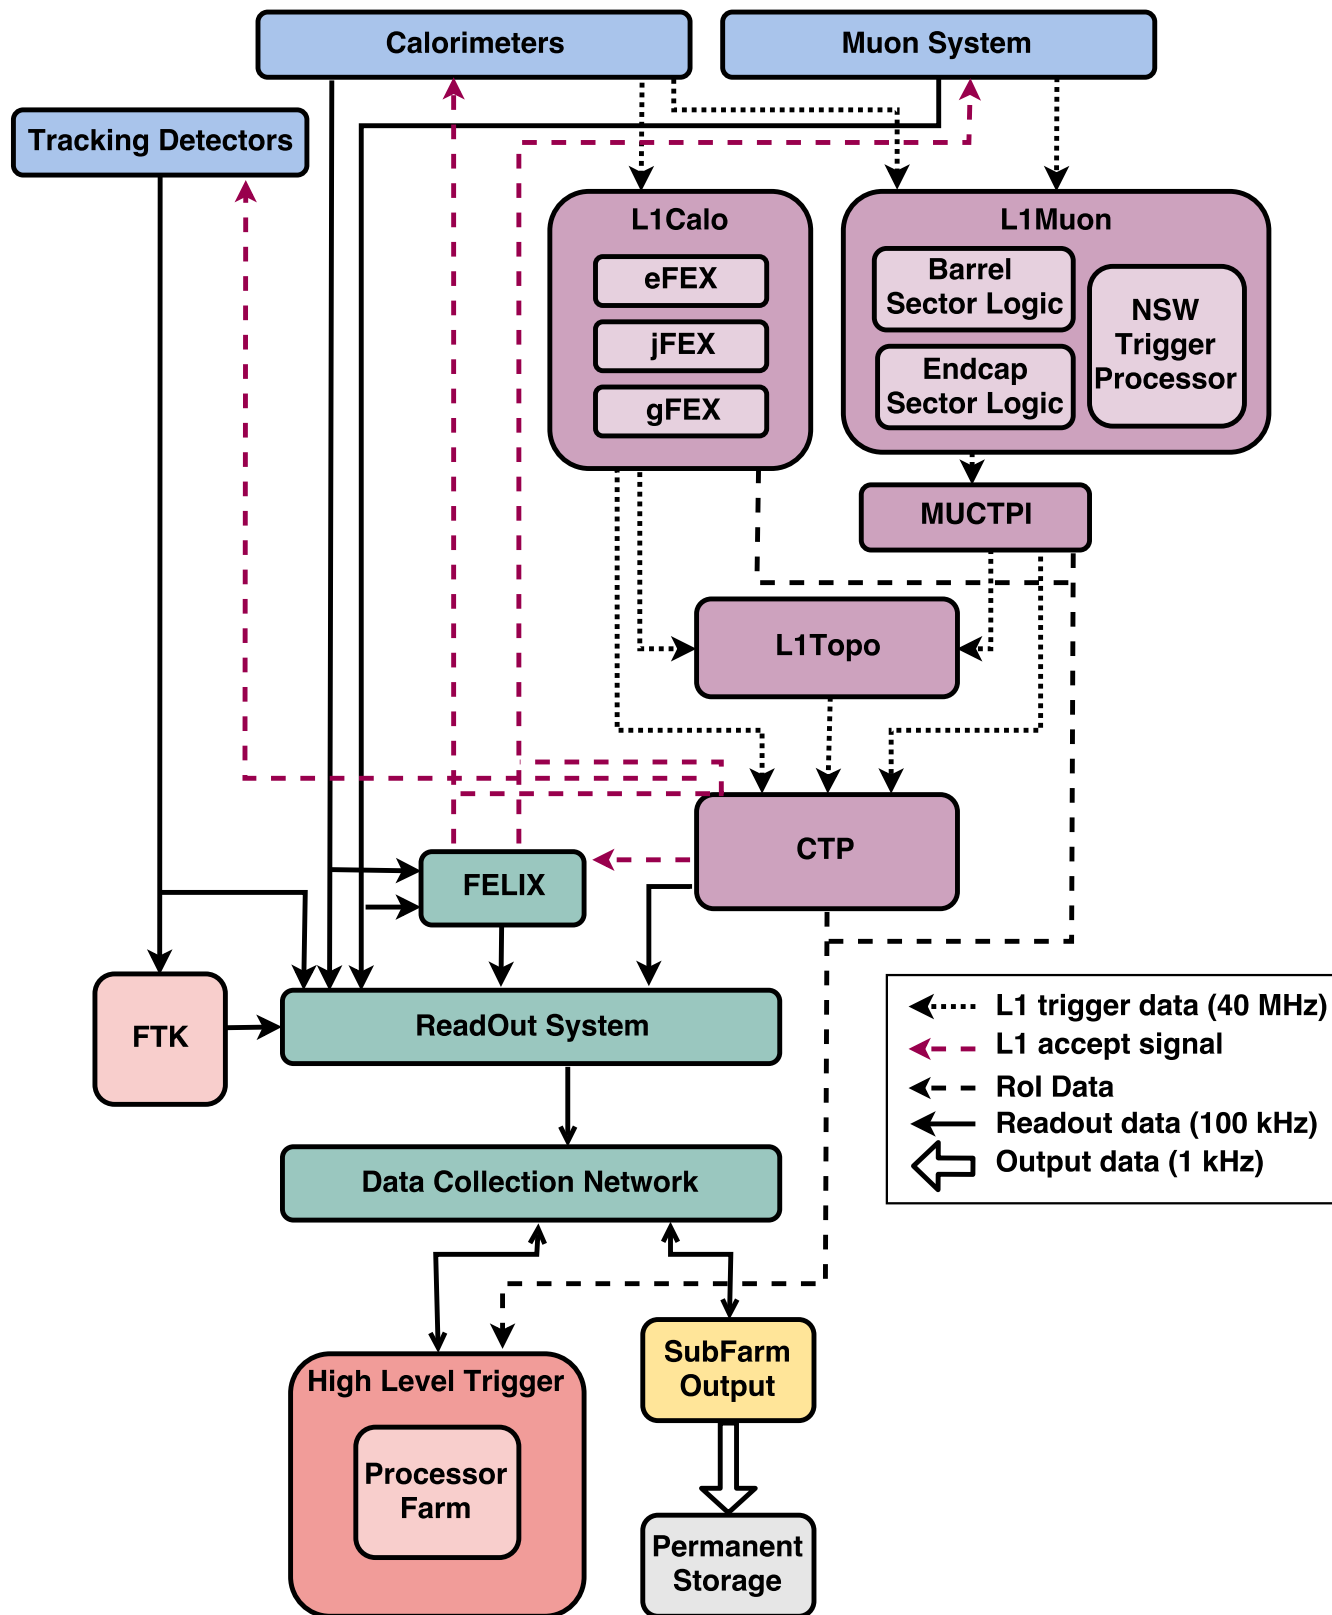 Calorimeters
Muon System
Tracking Detectors
L1Calo
eFEX
jFEX
gFEX
L1Muon
Barrel
Sector Logic
Endcap
Sector Logic
NSW
Trigger
Processor
MUCTPI
L1Topo
CTP
FELIX
FTK
ReadOut System
L1 trigger data (40 MHz)
L1 accept signal
RoI Data
Readout data (100 kHz)
Output data (1 kHz)
Data Collection Network
High Level Trigger
Processor
Farm
SubFarm
Output
Permanent
Storage